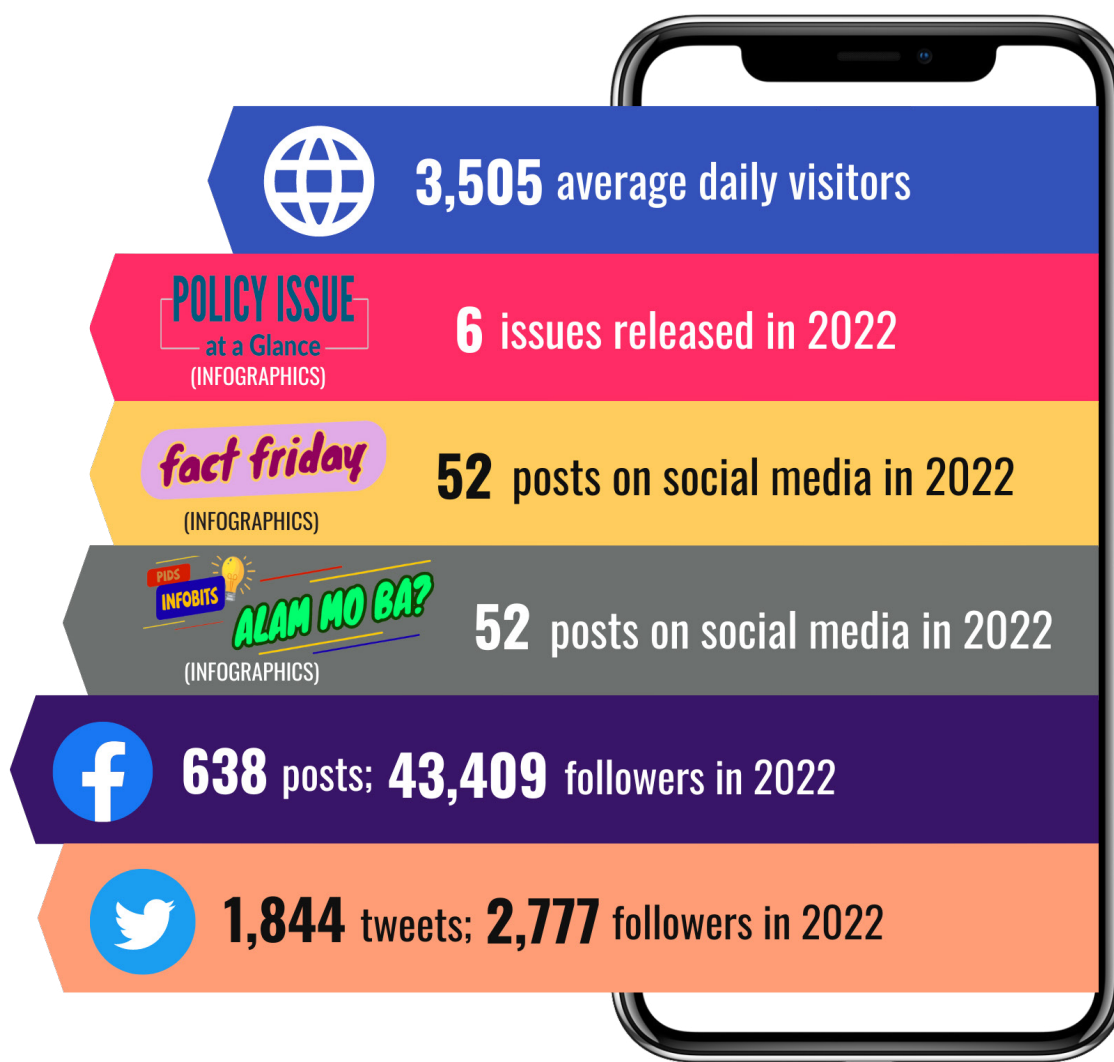 3,505 average daily visitors
POLICY ISSUE
at a Glance
(INFOGRAPHICS)
6 issues released in 2022
fact friday
(INFOGRAPHICS)
52 posts on social media in 2022
PIDS
INFOBITS
ALAM MO BA?
(INFOGRAPHICS)
52 posts on social media in 2022
638 posts; 43,409 followers in 2022
1,844 tweets; 2,777 followers in 2022